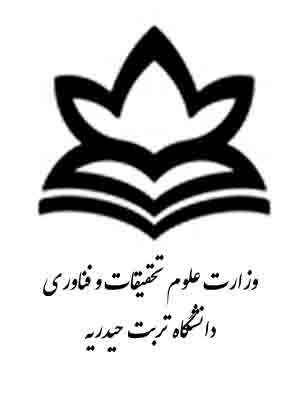 وزارت علوم تحقیقات و فناوری
دانشگاه تربت حیدریه